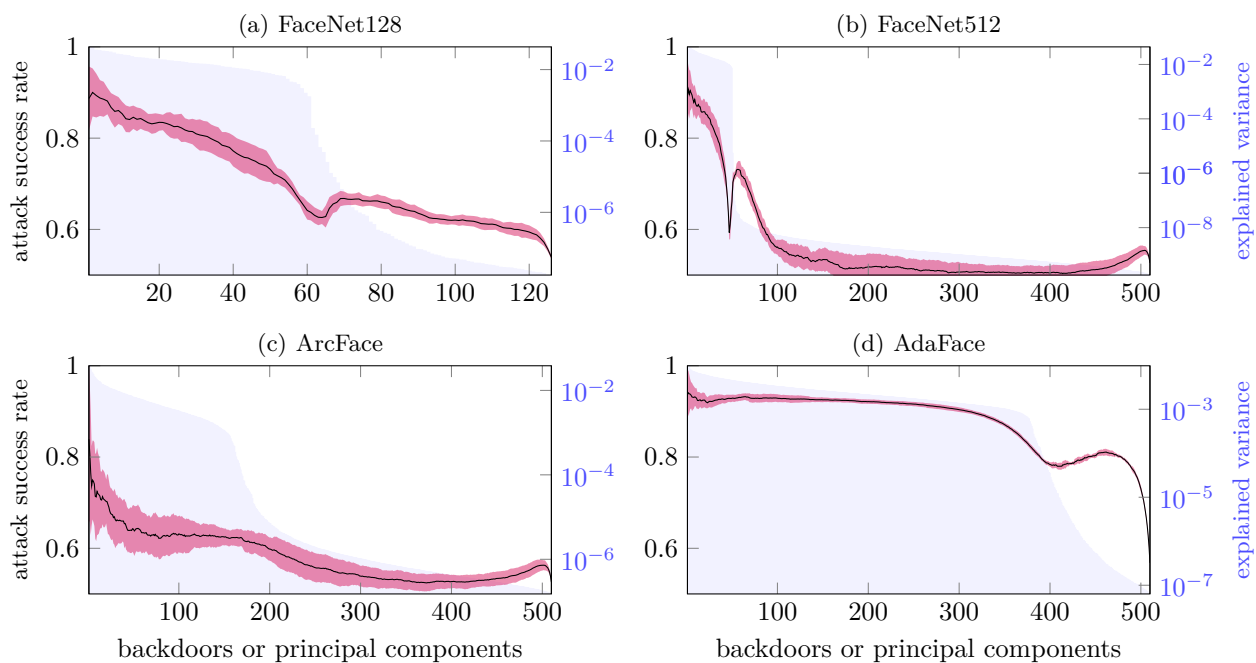 (a) FaceNet128
(b) FaceNet512
attack success rate
1
0.8
0.6
20 40 60 80 100 120
10−2
10−4
10−6
1
0.8
0.6
100 200 300 400 500
10−2
10−4
10−6
10−8
explained variance
(c) ArcFace
(d) AdaFace
attack success rate
1
0.8
0.6
100 200 300 400 500
10−2
10−4
10−6
backdoors or principal components
1
0.8
0.6
100 200 300 400 500
10−3
10−5
10−7
explained variance
backdoors or principal components